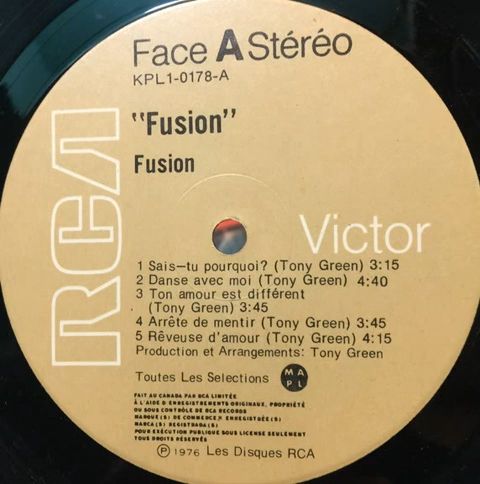 Face A Stéréo
KPL1-0178-A
"Fusion"
Fusion
RCA
Victor
1 Sais-tu pourquoi? (Tony Green) 3:15
2 Danse avec moi (Tony Green) 4:40
3 Ton amour est différent
(Tony Green) 3:45
4 Arrête de mentir (Tony Green) 3:45
5 Rêveuse d'amour (Tony Green) 4:15
Production et Arrangements: Tony Green
Toutes Les Selections MAPL
FAIT AU CANADA PAR RCA LIMITÉE
À L'AIDE D'ENREGISTREMENTS ORIGINAUX, PROPRIÉTÉ
OU SOUS CONTRÔLE DE RCA RECORDS
MARQUE(S) DE COMMERCE, ENREGISTRÉE(S)
MARCA(S) REGISTRADA(S)
POUR EXÉCUTION PUBLIQUE SOUS LICENSE SEULEMENT
TOUS DROITS RESERVÉS
℗ 1976 Les Disques RCA